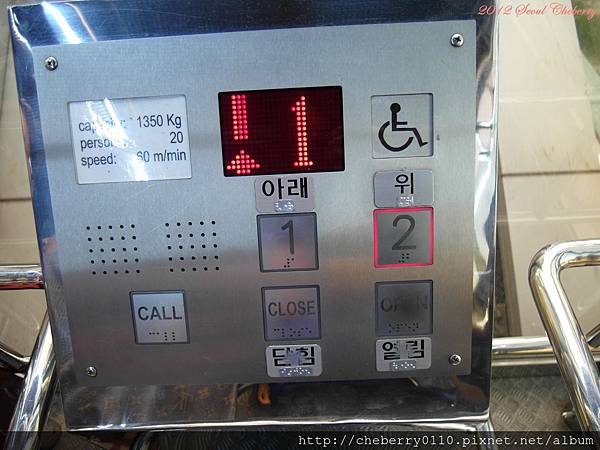 2012 Seoul Cheberry
capacity: 1350 Kg
persons: 20
speed: 60 m/min
1
아래
위
1
2
CALL
CLOSE
OPEN
닫힘
열림
http://cheberry0110.pixnet.net/album